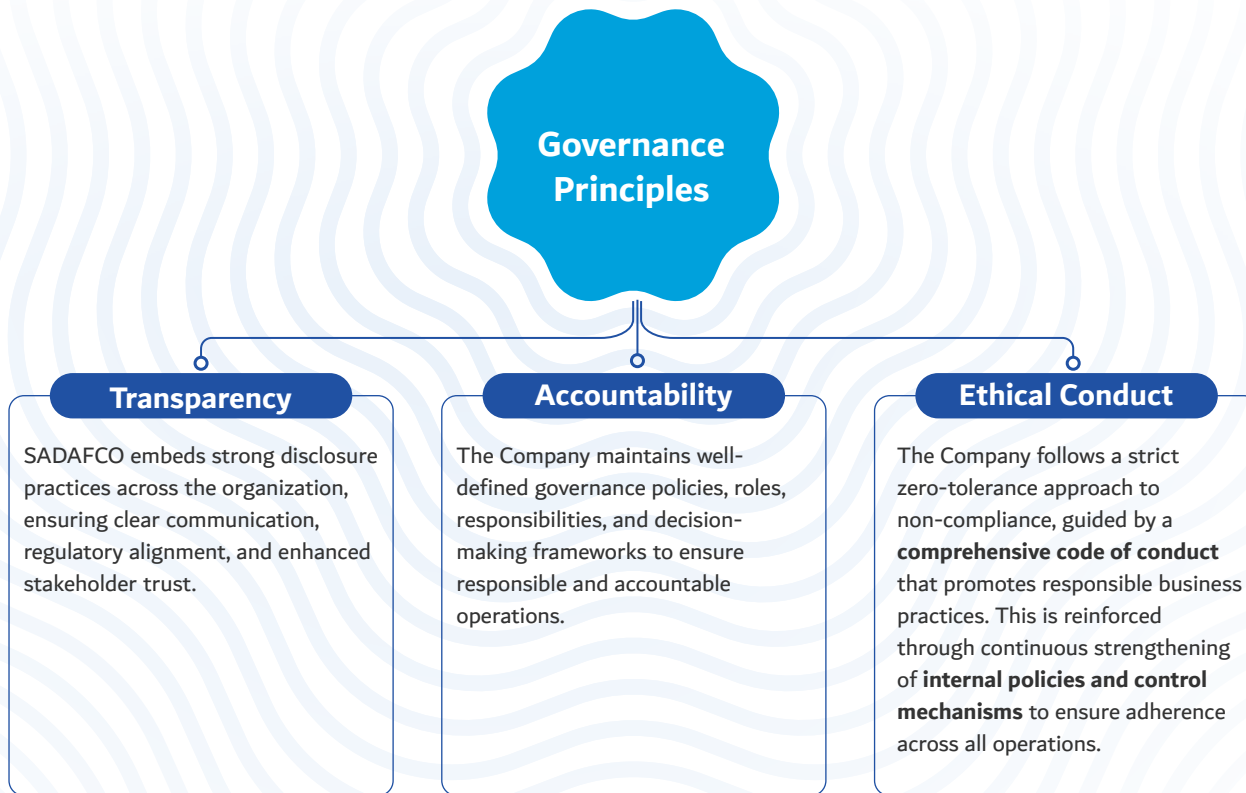 Governance
Principles
Transparency
SADAFCO embeds strong disclosure
practices across the organization,
ensuring clear communication,
regulatory alignment, and enhanced
stakeholder trust.
Accountability
The Company maintains well-
defined governance policies, roles,
responsibilities, and decision-
making frameworks to ensure
responsible and accountable
operations.
Ethical Conduct
The Company follows a strict
zero-tolerance approach to
non-compliance, guided by a
comprehensive code of conduct
that promotes responsible business
practices. This is reinforced
through continuous strengthening
of internal policies and control
mechanisms to ensure adherence
across all operations.